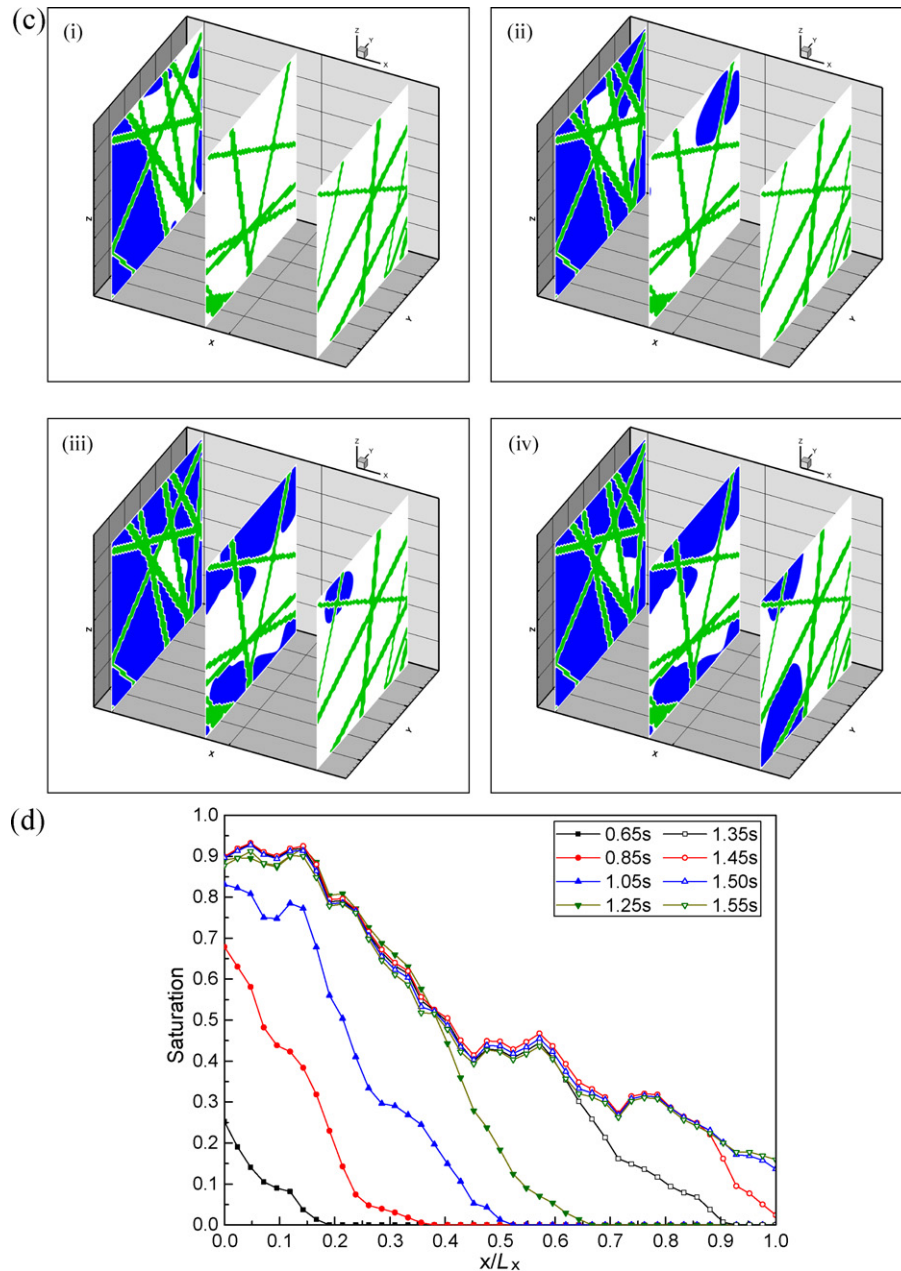 (c)
(i)
Z
Y
X
Z
X
Y
(ii)
Z
Y
X
Z
X
Y
(iii)
Z
Y
X
Z
X
Y
(iv)
Z
Y
X
Z
X
Y
(d)
1.0
0.9
0.8
0.7
0.6
0.5
0.4
0.3
0.2
0.1
0.0
Saturation
0.65s 1.35s
0.85s 1.45s
1.05s 1.50s
1.25s 1.55s
0.0 0.1 0.2 0.3 0.4 0.5 0.6 0.7 0.8 0.9 1.0
x/Lx